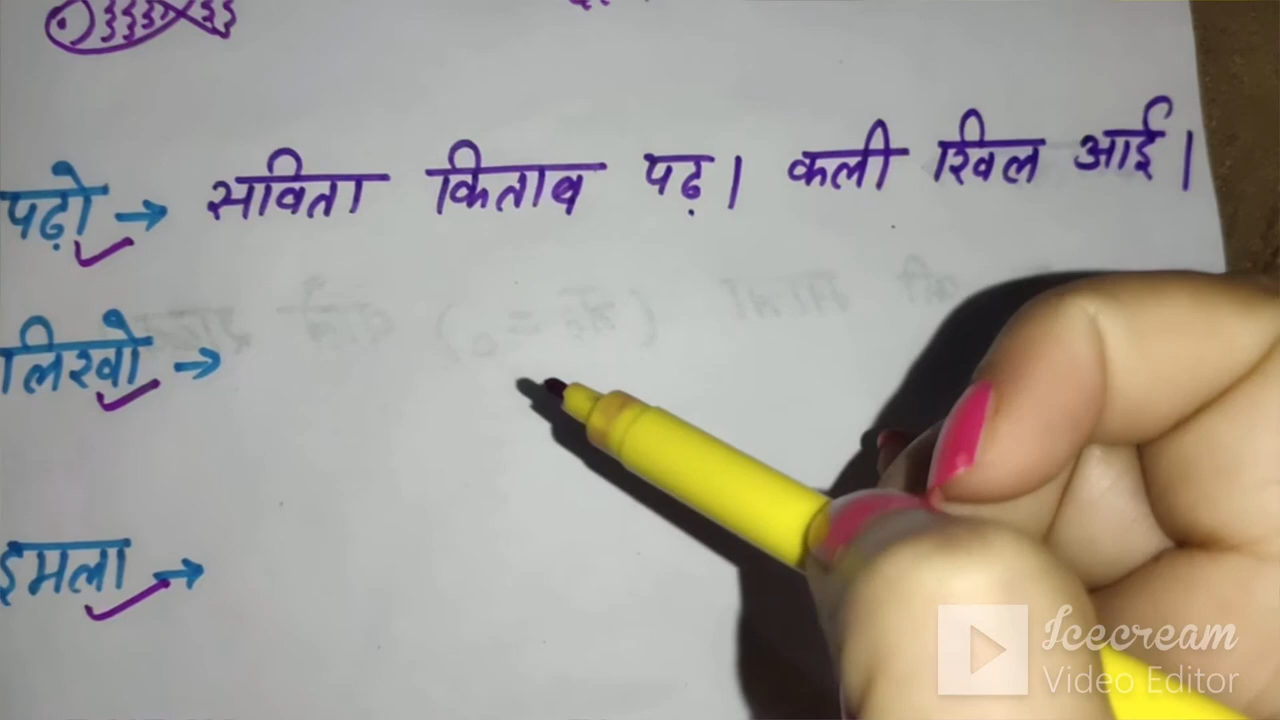 पढ़ो → सविता किताब पढ़। कली खिल आई।
लिखो →
इमला →
Icecream
Video Editor